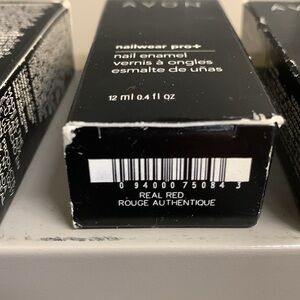 AVON
nailwear pro+
nail enamel
vernis à ongles
esmalte de uñas
12 ml 0.4 fl oz
0 94000 75084 3
REAL RED
ROUGE AUTHENTIQUE